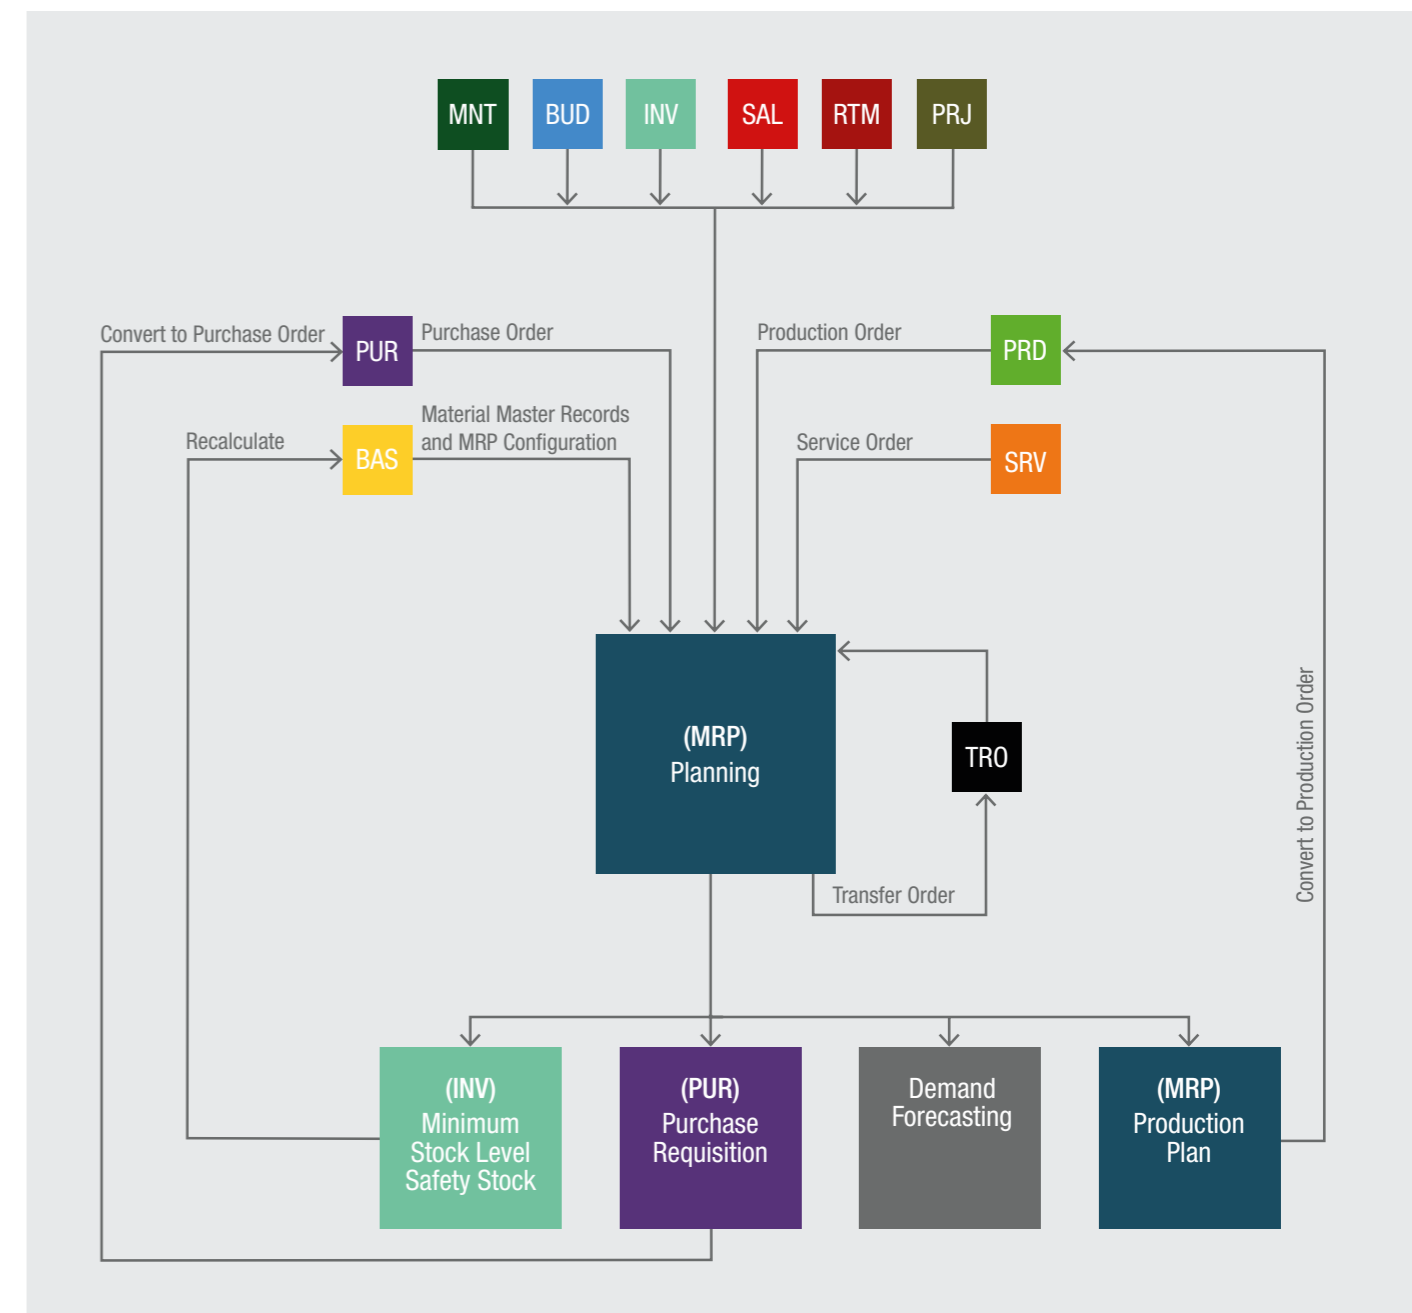 MNT
BUD
INV
SAL
RTM
PRJ
Convert to Purchase Order
PUR
Purchase Order
Production Order
PRD
Recalculate
BAS
Material Master Records
and MRP Configuration
Service Order
SRV
(MRP)
Planning
TRO
Transfer Order
Convert to Production Order
(INV)
Minimum
Stock Level
Safety Stock
(PUR)
Purchase
Requisition
Demand
Forecasting
(MRP)
Production
Plan